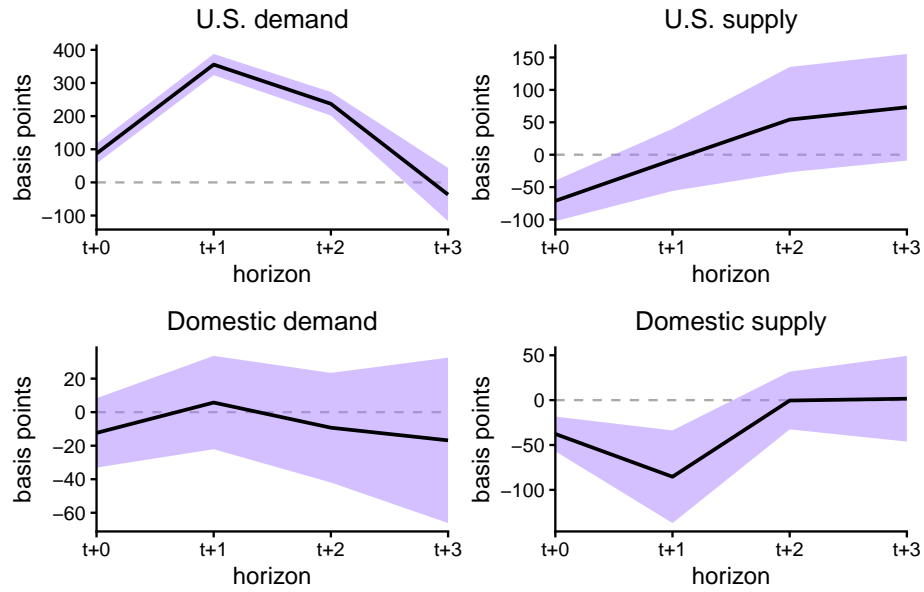 U.S. demand
basis points
400
300
200
100
0
−100
t+0 t+1 t+2 t+3
horizon
U.S. supply
basis points
150
100
50
0
−50
−100
t+0 t+1 t+2 t+3
horizon
Domestic demand
basis points
20
0
−20
−40
−60
t+0 t+1 t+2 t+3
horizon
Domestic supply
basis points
50
0
−50
−100
t+0 t+1 t+2 t+3
horizon